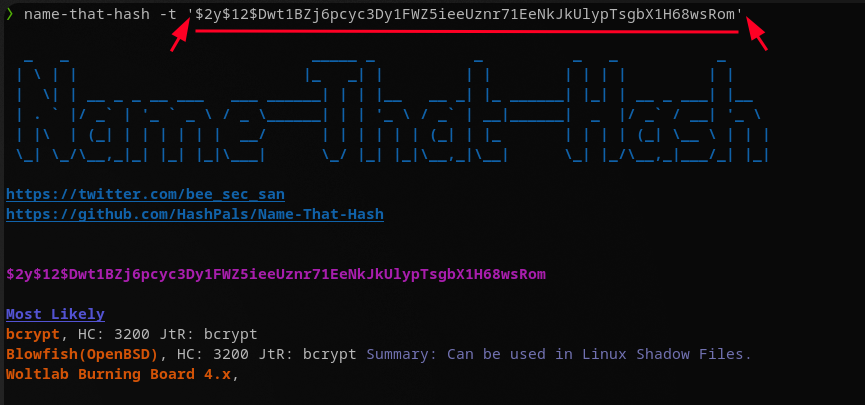 ❯ name-that-hash -t '$2y$12$Dwt1BZj6pcyc3Dy1FWZ5ieeUznr71EeNkJkUlypTsgbX1H68wsRom'
Name-That-Hash
https://twitter.com/bee_sec_san
https://github.com/HashPals/Name-That-Hash
$2y$12$Dwt1BZj6pcyc3Dy1FWZ5ieeUznr71EeNkJkUlypTsgbX1H68wsRom
Most Likely
bcrypt, HC: 3200 JtR: bcrypt
Blowfish(OpenBSD), HC: 3200 JtR: bcrypt Summary: Can be used in Linux Shadow Files.
Woltlab Burning Board 4.x,